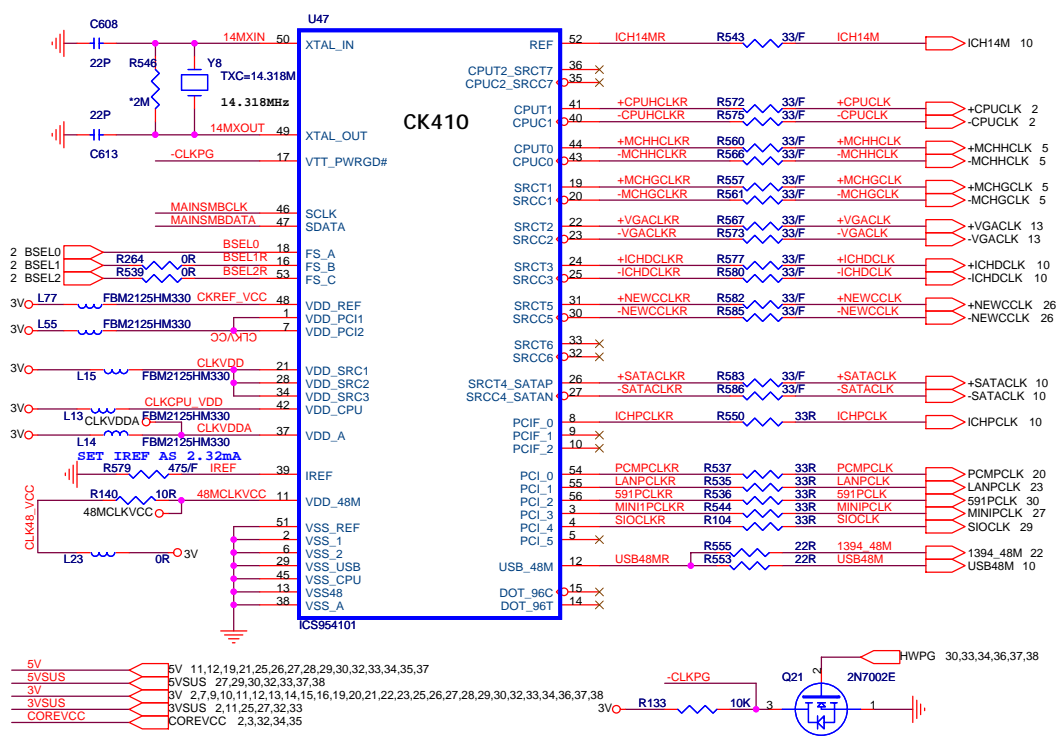 U47
CK410
ICS954101
C608
22P
R546
*2M
Y8
TXC=14.318M
14.318MHz
22P
C613
14MXIN 50 XTAL_IN
14MXOUT 49 XTAL_OUT
-CLKPG 17 VTT_PWRGD#
MAINSMBCLK 46 SCLK
MAINSMBDATA 47 SDATA
2 BSEL0 BSEL0 18 FS_A
2 BSEL1 R264 0R BSEL1R 16 FS_B
2 BSEL2 R539 0R BSEL2R 53 FS_C
3V L77 FBM2125HM330 CKREF_VCC 48 VDD_REF
1 VDD_PCI1
3V L55 FBM2125HM330 7 VDD_PCI2
CLKVCC
CLKVDD 21 VDD_SRC1
3V L15 FBM2125HM330 28 VDD_SRC2
34 VDD_SRC3
3V L13 CLKCPU_VDD 42 VDD_CPU
FBM2125HM330
CLKVDDA
3V L14 CLKVDDA 37 VDD_A
FBM2125HM330
SET IREF AS 2.32mA
R579 475/F IREF 39 IREF
R140 10R 48MCLKVCC 11 VDD_48M
48MCLKVCC
CLK48_VCC
L23 0R 3V
51 VSS_REF
2 VSS_1
6 VSS_2
29 VSS_USB
45 VSS_CPU
13 VSS48
38 VSS_A
REF 52 ICH14MR R543 33/F ICH14M ICH14M 10
CPUT2_SRCT7 36
CPUC2_SRCC7 35
CPUT1 41 +CPUHCLKR R572 33/F +CPUCLK +CPUCLK 2
CPUC1 40 -CPUHCLKR R575 33/F -CPUCLK -CPUCLK 2
CPUT0 44 +MCHHCLKR R560 33/F +MCHHCLK +MCHHCLK 5
CPUC0 43 -MCHHCLKR R566 33/F -MCHHCLK -MCHHCLK 5
SRCT1 19 +MCHGCLKR R557 33/F +MCHGCLK +MCHGCLK 5
SRCC1 20 -MCHGCLKR R561 33/F -MCHGCLK -MCHGCLK 5
SRCT2 22 +VGACLKR R567 33/F +VGACLK +VGACLK 13
SRCC2 23 -VGACLKR R573 33/F -VGACLK -VGACLK 13
SRCT3 24 +ICHDCLKR R577 33/F +ICHDCLK +ICHDCLK 10
SRCC3 25 -ICHDCLKR R580 33/F -ICHDCLK -ICHDCLK 10
SRCT5 31 +NEWCCLKR R582 33/F +NEWCCLK +NEWCCLK 26
SRCC5 30 -NEWCCLKR R585 33/F -NEWCCLK -NEWCCLK 26
SRCT6 33
SRCC6 32
SRCT4_SATAP 26 +SATACLKR R583 33/F +SATACLK +SATACLK 10
SRCC4_SATAN 27 -SATACLKR R586 33/F -SATACLK -SATACLK 10
PCIF_0 8 ICHPCLKR R550 33R ICHPCLK ICHPCLK 10
PCIF_1 9
PCIF_2 10
PCI_0 54 PCMPCLKR R537 33R PCMPCLK PCMPCLK 20
PCI_1 55 LANPCLKR R535 33R LANPCLK LANPCLK 23
PCI_2 56 591PCLKR R536 33R 591PCLK 591PCLK 30
PCI_3 3 MINI1PCLKR R544 33R MINIPCLK MINIPCLK 27
PCI_4 4 SIOCLKR R104 33R SIOCLK SIOCLK 29
PCI_5 5
R555 22R 1394_48M 1394_48M 22
USB_48M 12 USB48MR R553 22R USB48M USB48M 10
DOT_96C 15
DOT_96T 14
5V 5V 11,12,19,21,25,26,27,28,29,30,32,33,34,35,37
5VSUS 5VSUS 27,29,30,32,33,37,38
3V 3V 2,7,9,10,11,12,13,14,15,16,19,20,21,22,23,25,26,27,28,29,30,32,33,34,36,37,38
3VSUS 3VSUS 2,11,25,27,32,33
COREVCC COREVCC 2,3,32,34,35
HWPG 30,33,34,36,37,38
-CLKPG Q21 2 2N7002E
3V R133 10K 3 1